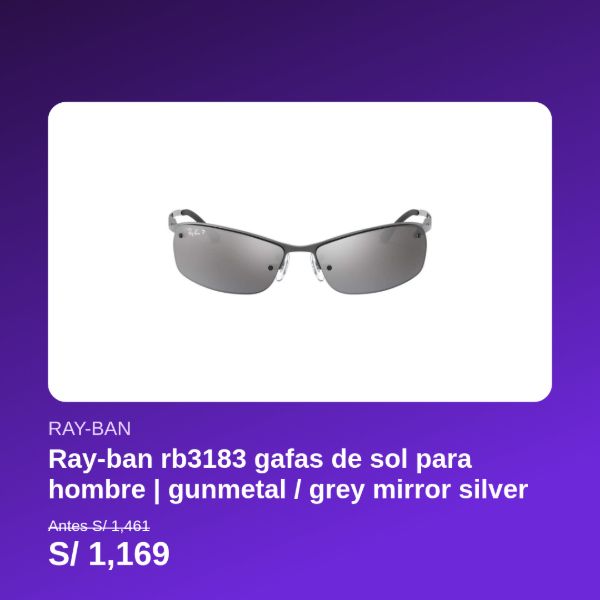 RAY-BAN
Ray-ban rb3183 gafas de sol para
hombre | gunmetal / grey mirror silver
Antes S/ 1,461
S/ 1,169